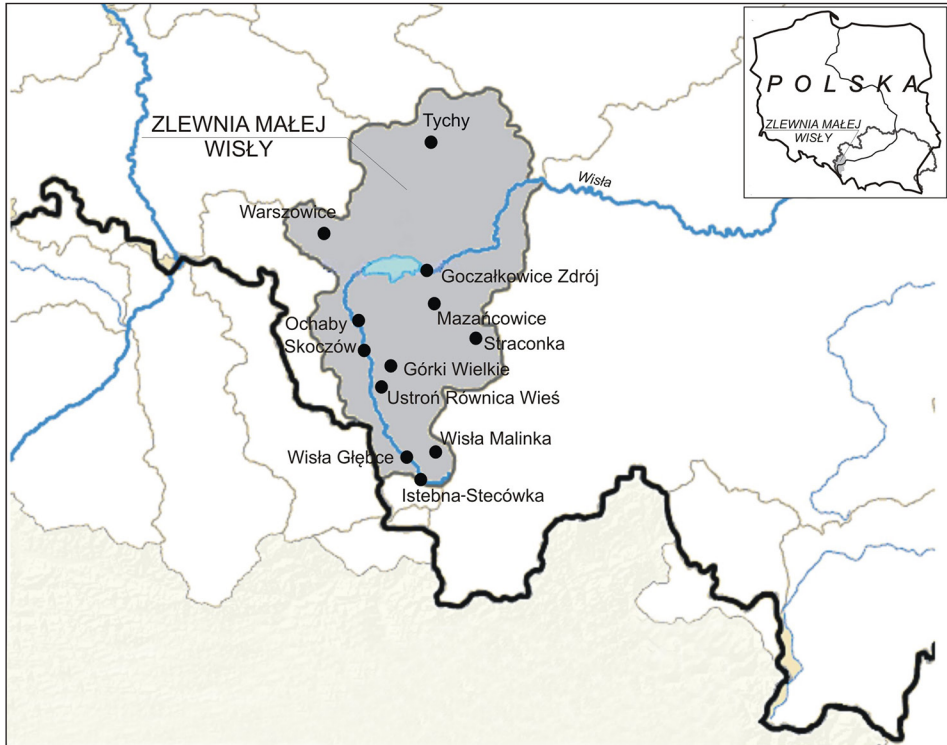 POLSKA
ZLEWNIA MAŁEJ
WISŁY
ZLEWNIA MAŁEJ
WISŁY
Tychy
Wisła
Warszowice
Goczałkowice Zdrój
Mazańcowice
Ochaby
Skoczów
Straconka
Górki Wielkie
Ustroń Równica Wieś
Wisła Malinka
Wisła Głębce
Istebna-Stecówka